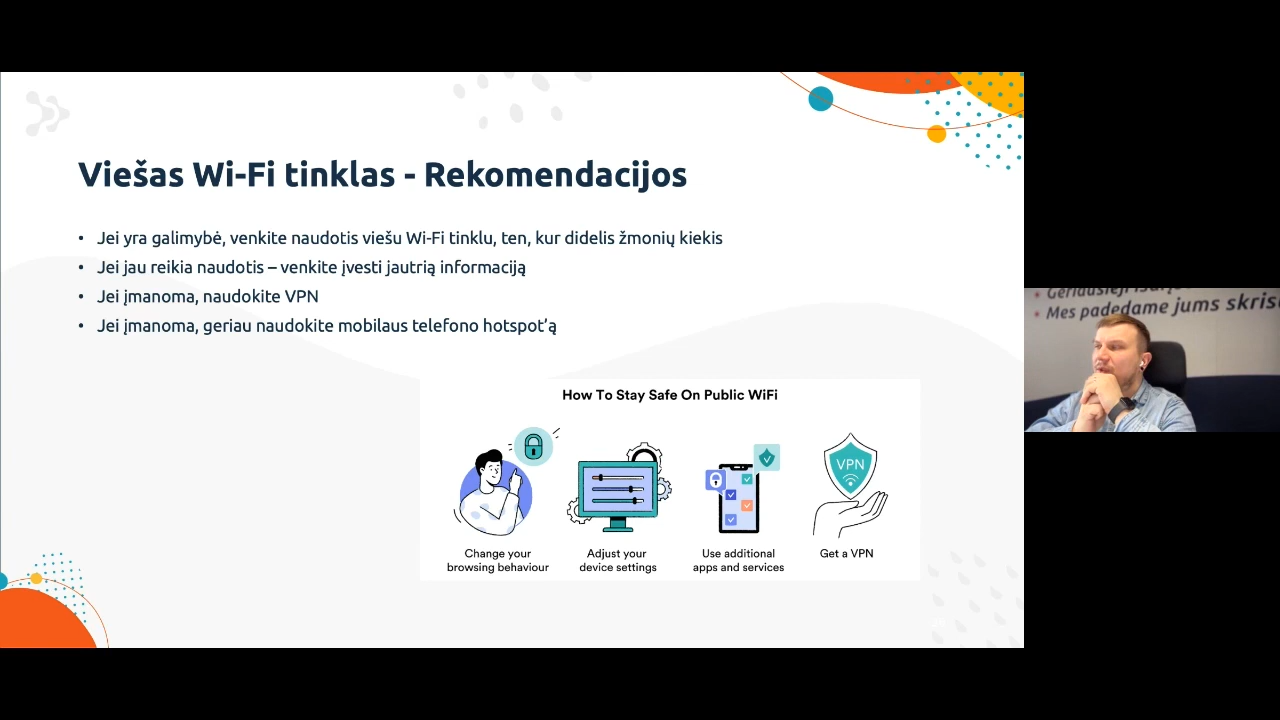 Viešas Wi-Fi tinklas - Rekomendacijos
• Jei yra galimybė, venkite naudotis viešu Wi-Fi tinklu, ten, kur didelis žmonių kiekis
• Jei jau reikia naudotis – venkite įvesti jautrią informaciją
• Jei įmanoma, naudokite VPN
• Jei įmanoma, geriau naudokite mobilaus telefono hotspot’ą
How To Stay Safe On Public WiFi
VPN
Change your
browsing behaviour
Adjust your
device settings
Use additional
apps and services
Get a VPN
Geriausieji
Mes padedame jums